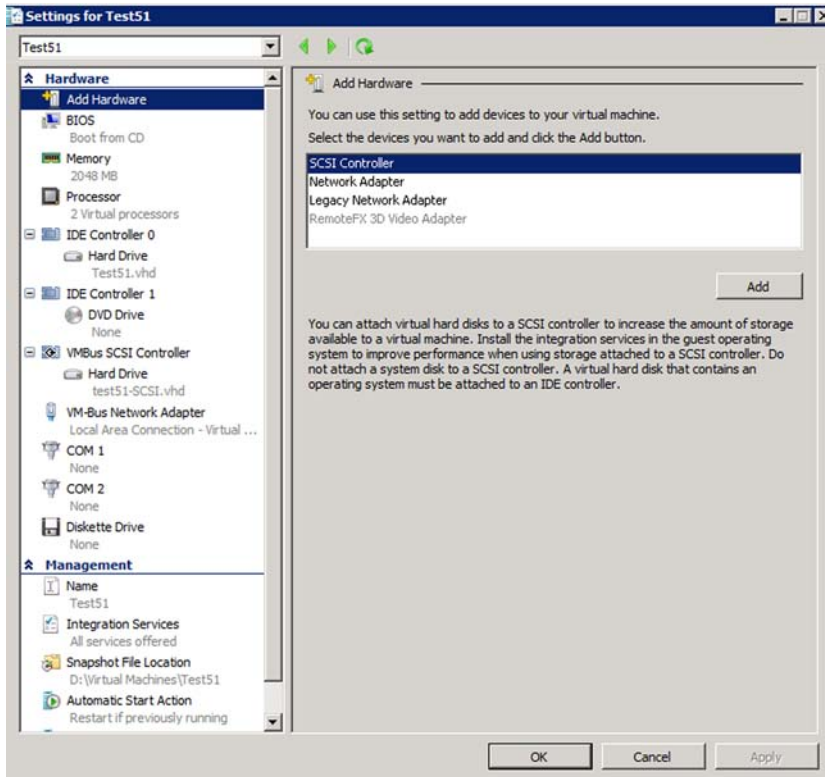 Settings for Test51
Test51
Hardware
Add Hardware
BIOS
Boot from CD
Memory
2048 MB
Processor
2 Virtual processors
IDE Controller 0
Hard Drive
Test51.vhd
IDE Controller 1
DVD Drive
None
VMBus SCSI Controller
Hard Drive
test51-SCSI.vhd
VM-Bus Network Adapter
Local Area Connection - Virtual ...
COM 1
None
COM 2
None
Diskette Drive
None
Management
Name
Test51
Integration Services
All services offered
Snapshot File Location
D:\Virtual Machines\Test51
Automatic Start Action
Restart if previously running
Add Hardware
You can use this setting to add devices to your virtual machine.
Select the devices you want to add and click the Add button.
SCSI Controller
Network Adapter
Legacy Network Adapter
RemoteFX 3D Video Adapter
Add
You can attach virtual hard disks to a SCSI controller to increase the amount of storage
available to a virtual machine. Install the integration services in the guest operating
system to improve performance when using storage attached to a SCSI controller. Do
not attach a system disk to a SCSI controller. A virtual hard disk that contains an
operating system must be attached to an IDE controller.
OK
Cancel
Apply